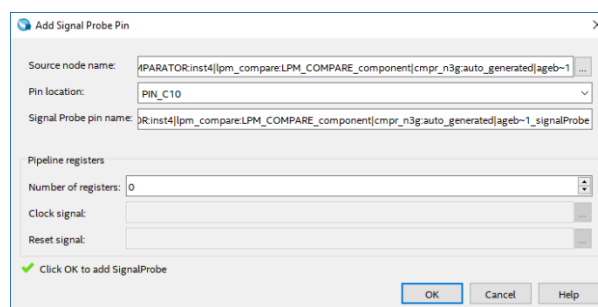 Add Signal Probe Pin
Source node name: MPARATOR:inst4|lpm_compare:LPM_COMPARE_component|cmpr_n3g:auto_generated|ageb~1 ...
Pin location: PIN_C10
Signal Probe pin name: OR:inst4|lpm_compare:LPM_COMPARE_component|cmpr_n3g:auto_generated|ageb~1_signalProbe
Pipeline registers
Number of registers: 0
Clock signal: ...
Reset signal: ...
Click OK to add SignalProbe
OK Cancel Help